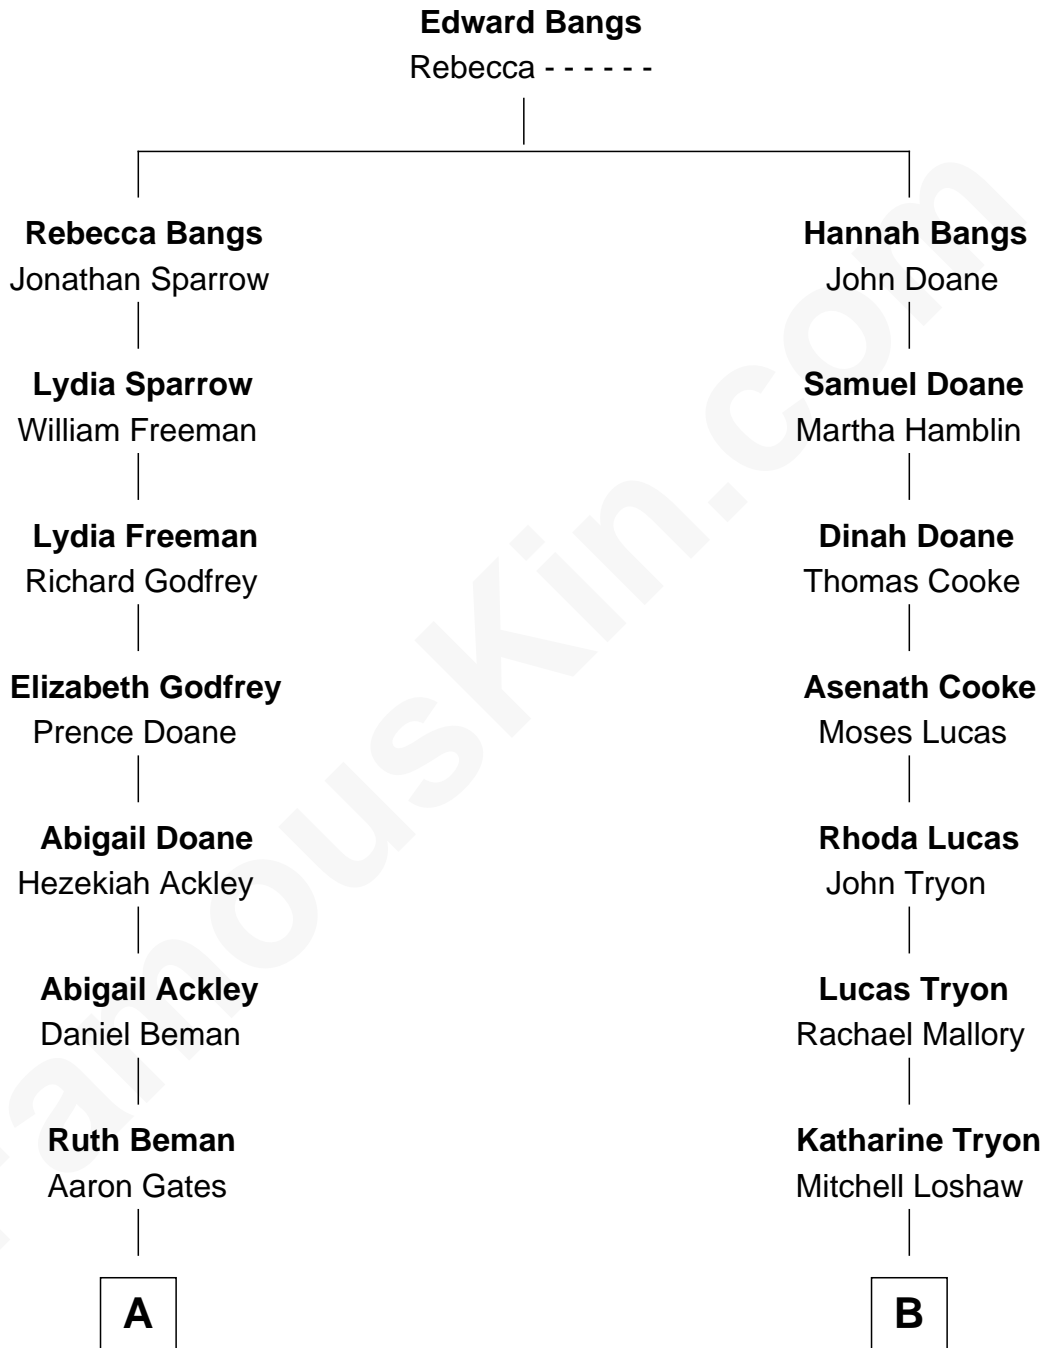 Edward Bangs
Rebecca - - - - - -
Rebecca Bangs
Jonathan Sparrow
Hannah Bangs
John Doane
Lydia Sparrow
William Freeman
Samuel Doane
Martha Hamblin
Lydia Freeman
Richard Godfrey
Dinah Doane
Thomas Cooke
Elizabeth Godfrey
Prence Doane
Asenath Cooke
Moses Lucas
Abigail Doane
Hezekiah Ackley
Rhoda Lucas
John Tryon
Abigail Ackley
Daniel Beman
Lucas Tryon
Rachael Mallory
Ruth Beman
Aaron Gates
Katharine Tryon
Mitchell Loshaw
A
B
FamousKin.com